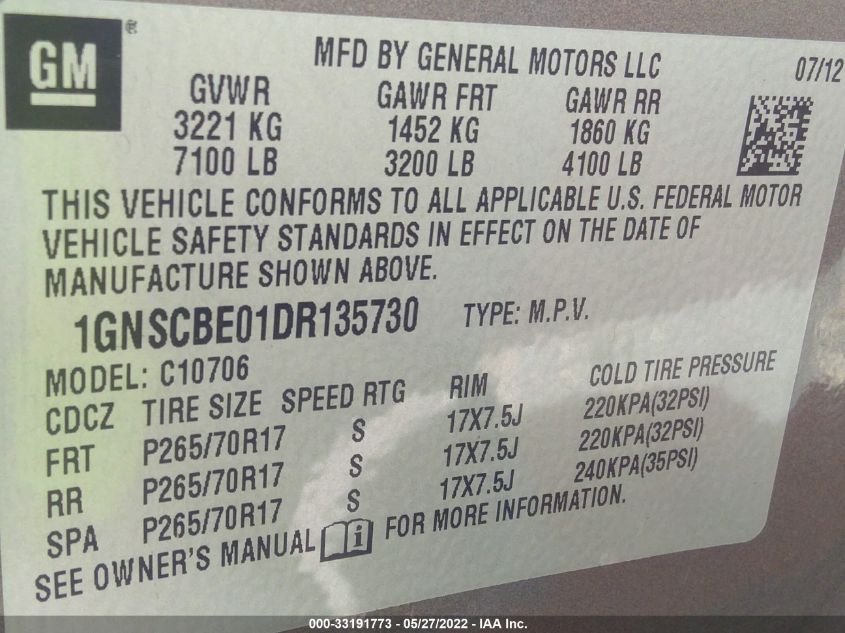 GM ®
MFD BY GENERAL MOTORS LLC
07/12
GVWR GAWR FRT GAWR RR
3221 KG 1452 KG 1860 KG
7100 LB 3200 LB 4100 LB
THIS VEHICLE CONFORMS TO ALL APPLICABLE U.S. FEDERAL MOTOR
VEHICLE SAFETY STANDARDS IN EFFECT ON THE DATE OF
MANUFACTURE SHOWN ABOVE.
1GNSCBE01DR135730 TYPE: M.P.V.
MODEL: C10706
CDCZ TIRE SIZE SPEED RTG RIM COLD TIRE PRESSURE
FRT P265/70R17 S 17X7.5J 220KPA(32PSI)
RR P265/70R17 S 17X7.5J 220KPA(32PSI)
SPA P265/70R17 S 17X7.5J 240KPA(35PSI)
SEE OWNER'S MANUAL i FOR MORE INFORMATION.
000-33191773 - 05/27/2022 - IAA Inc.